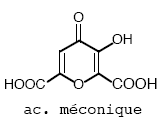 O
OH
HOOC O COOH
ac. méconique